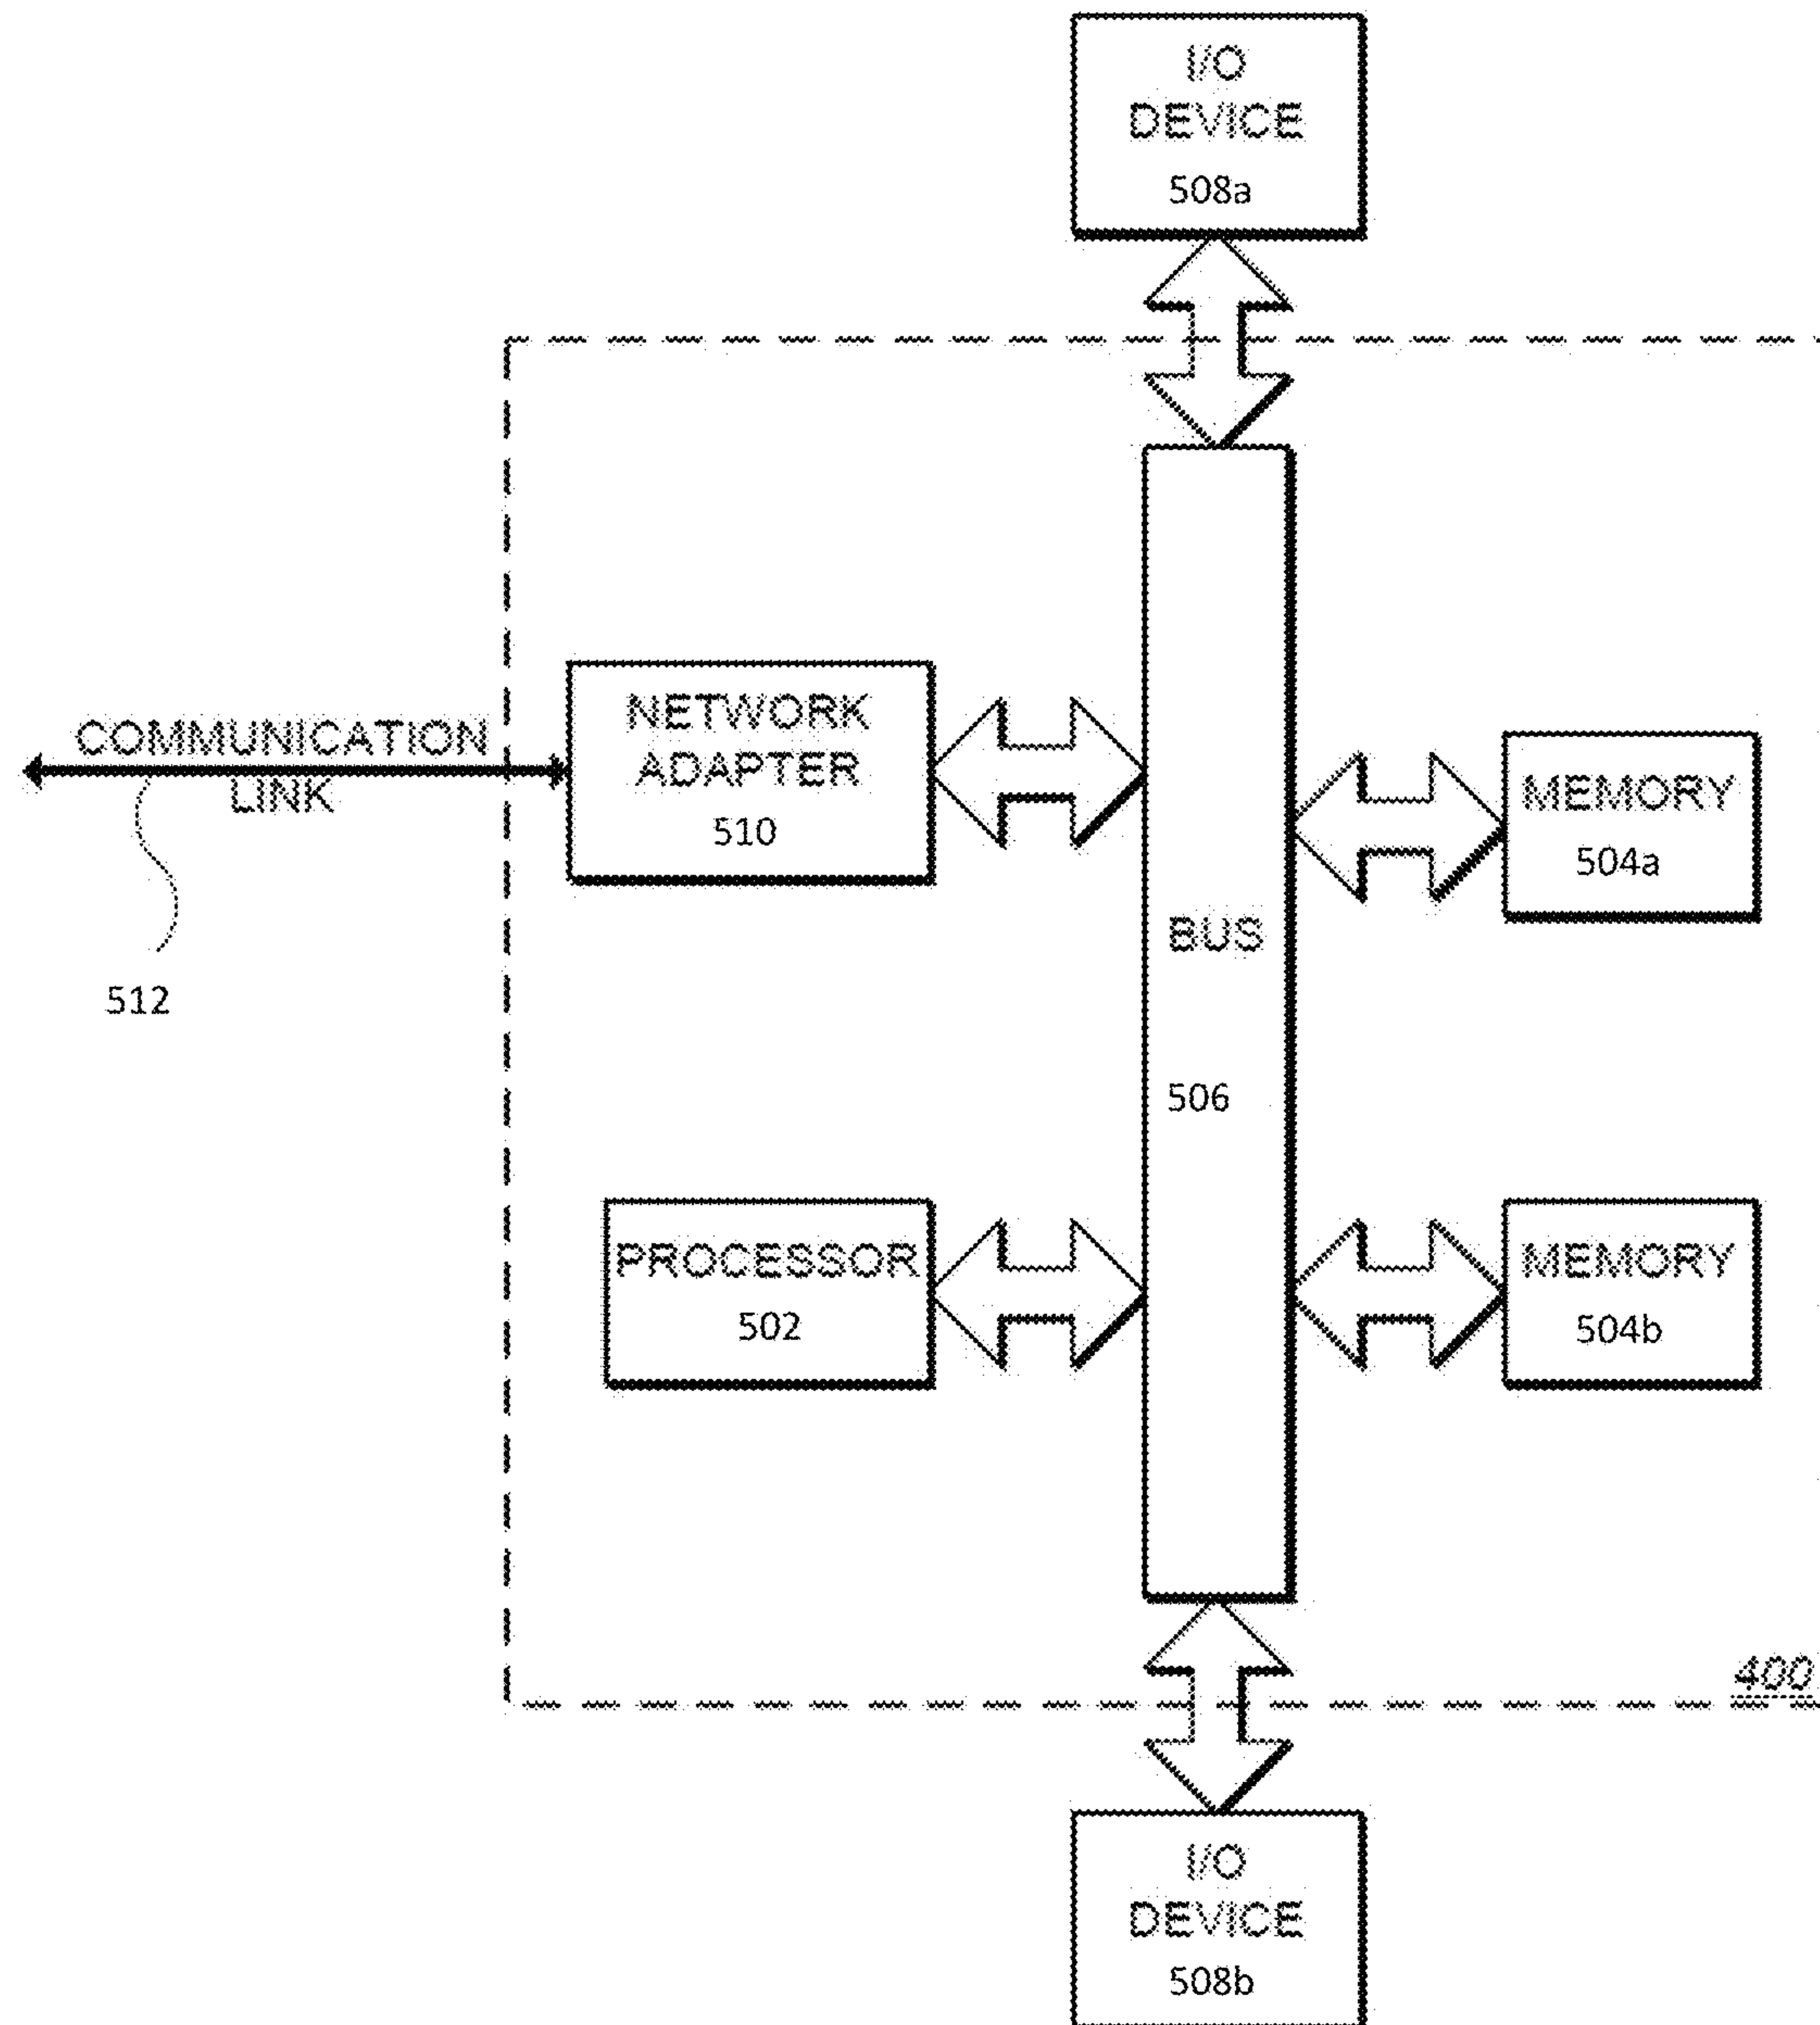 I/O
DEVICE
508a
COMMUNICATION
LINK
512
NETWORK
ADAPTER
510
MEMORY
504a
BUS
506
PROCESSOR
502
MEMORY
504b
400
I/O
DEVICE
508b